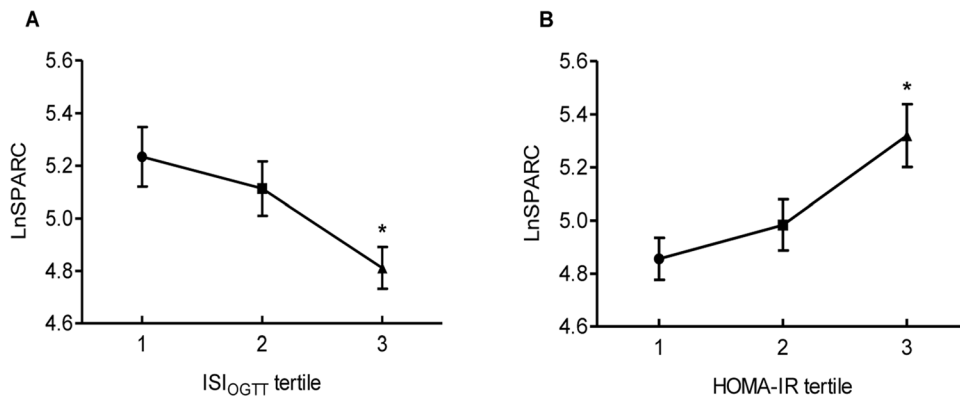 A
5.6
5.4
5.2
5.0
4.8
4.6
LnSPARC
*
1 2 3
ISIOGTT tertile
B
5.6
5.4
5.2
5.0
4.8
4.6
LnSPARC
*
1 2 3
HOMA-IR tertile